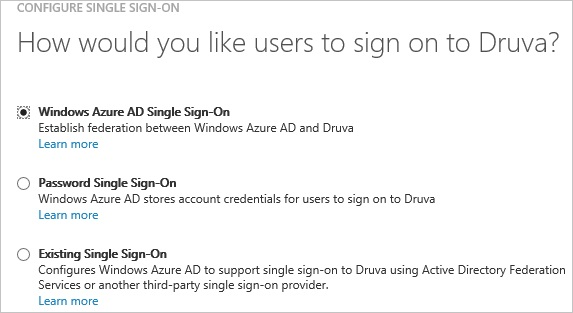 CONFIGURE SINGLE SIGN-ON
How would you like users to sign on to Druva?
Windows Azure AD Single Sign-On
Establish federation between Windows Azure AD and Druva
Learn more
Password Single Sign-On
Windows Azure AD stores account credentials for users to sign on to Druva
Learn more
Existing Single Sign-On
Configures Windows Azure AD to support single sign-on to Druva using Active Directory Federation
Services or another third-party single sign-on provider.
Learn more